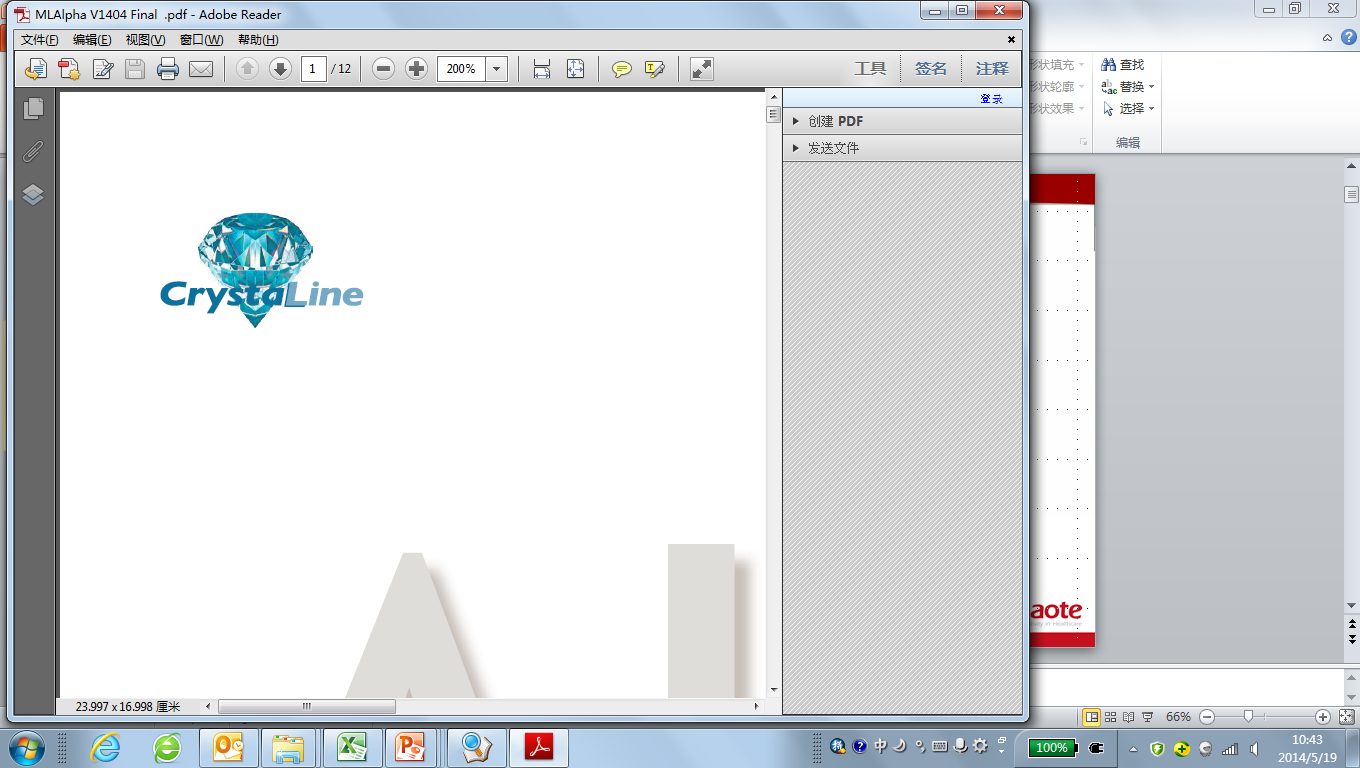 MLAlpha V1404 Final .pdf - Adobe Reader
文件(F) 编辑(E) 视图(V) 窗口(W) 帮助(H)
1 / 12 200% 工具 签名 注释
登录
创建 PDF
发送文件
CrystaLine
A
23.997 x 16.998 厘米
形状填充 查找
形状轮廓 替换
形状效果 选择
编辑
aote
66%
中
100%
10:43
2014/5/19